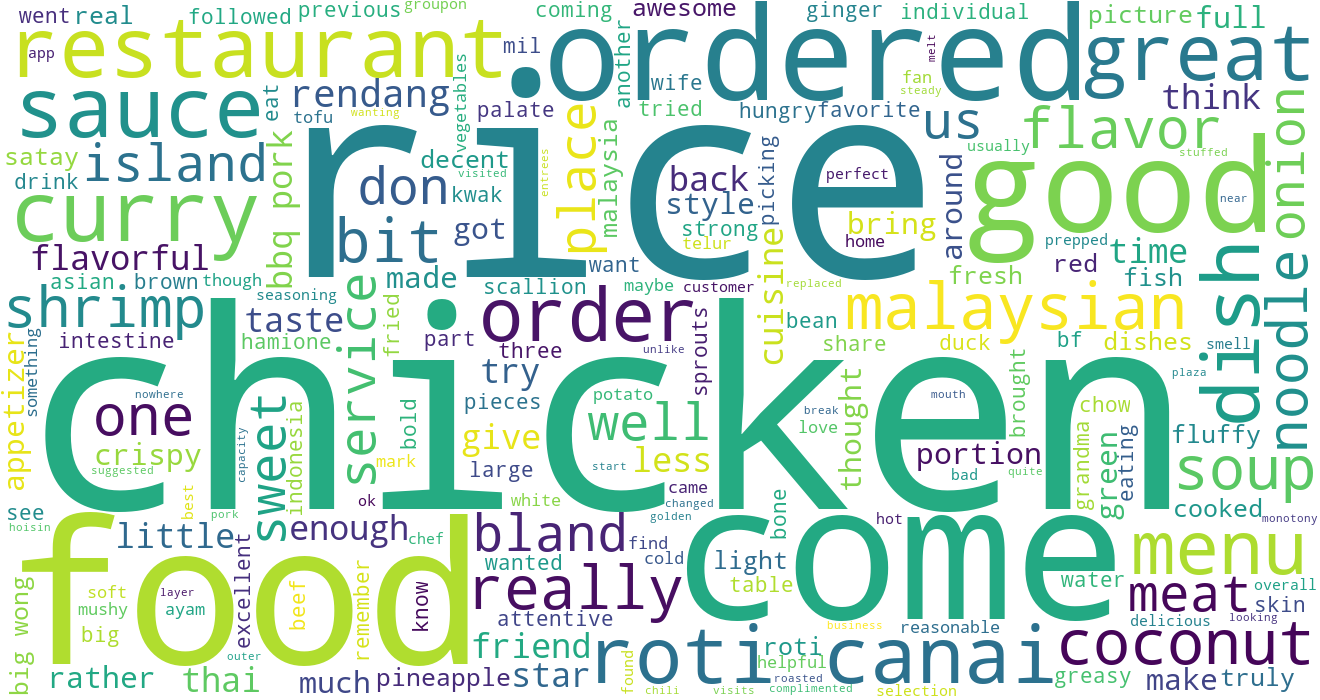 went
real
followed
previous
groupon
coming
awesome
ginger
individual
picture
full
app
restaurant
mil
another
ordered
great
melt
wife
fan
steady
sauce
eat
rendang
vegetables
palate
tried
hungry
favorite
think
tofu
wanting
place
malaysia
us
flavor
onion
satay
island
decent
rice
usually
stuffed
drink
bbq pork
don
visited
entrees
back
picking
perfect
around
good
near
curry
kwak
style
bit
got
strong
bring
telur
home
prepped
time
flavorful
want
cuisine
red
dish
noodle
asian
brown
though
made
scallion
maybe
customer
replaced
fresh
fish
shrimp
seasoning
service
fried
order
malaysian
taste
bean
something
intestine
hamione
part
three
unlike
sprouts
share
duck
bf
dishes
smell
appetizer
try
brought
plaza
chicken
nowhere
one
sweet
indonesia
bold
pieces
potato
well
break
love
thought
mouth
chow
grandma
green
eating
fluffy
crispy
give
suggested
capacity
mark
large
start
less
portion
bad
quite
soup
see
best
ok
white
came
changed
bone
cooked
hoisin
pork
golden
hot
monotony
food
little
enough
chef
bland
find
come
menu
excellent
wanted
cold
light
big wong
soft
layer
beef
remember
know
really
table
water
meat
overall
mushy
ayam
attentive
skin
big
business
reasonable
delicious
looking
outer
friend
roti canai
roti
coconut
rather
thai
much
pineapple
star
found
helpful
roasted
greasy
make
truly
chili
visits
complimented
selection